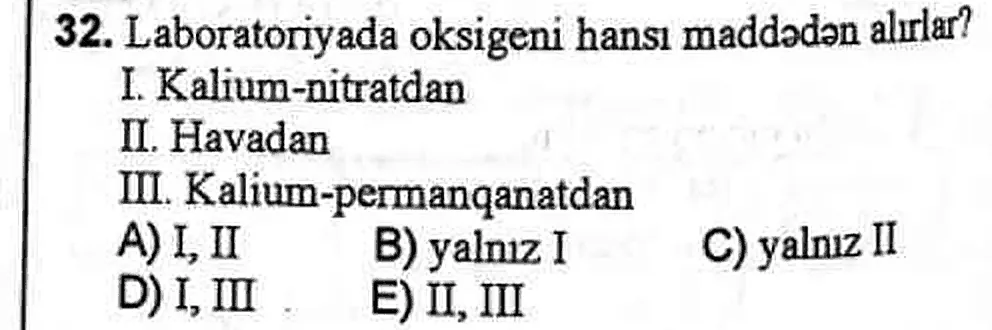 32. Laboratoriyada oksigeni hansı maddədən alırlar?
I. Kalium-nitratdan
II. Havadan
III. Kalium-permanqanatdan
A) I, II B) yalnız I C) yalnız II
D) I, III E) II, III